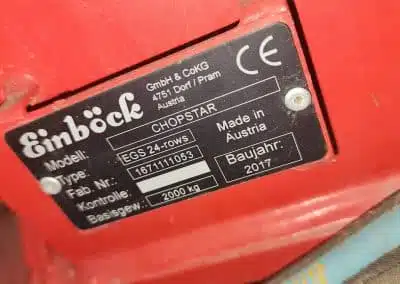 Einböck
GmbH & CoKG
4751 Dorf / Pram
Austria
CE
Modell: CHOPSTAR
Type: EGS 24-rows
Fab. Nr.: 1671111053
Kontrolle:
Basisgew.: 2000 kg
Made in
Austria
Baujahr:
2017